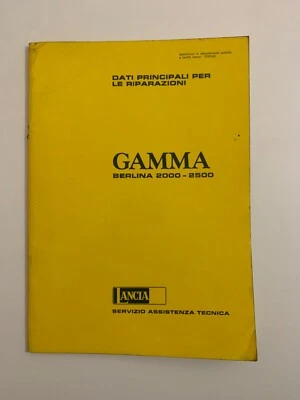 DATI PRINCIPALI PER
LE RIPARAZIONI
GAMMA
BERLINA 2000 - 2500
LANCIA
SERVIZIO ASSISTENZA TECNICA